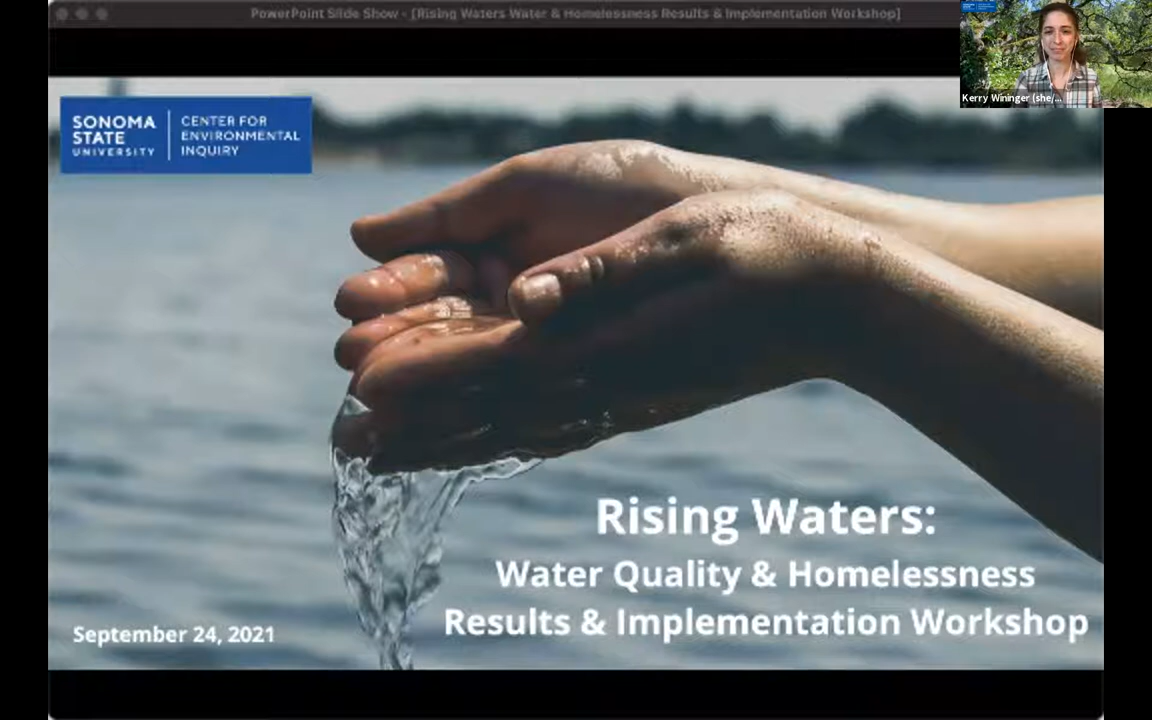 PowerPoint Slide Show - [Rising Waters Water & Homelessness Results & Implementation Workshop]
Kerry Wininger (she/...
SONOMA
STATE
UNIVERSITY
CENTER FOR
ENVIRONMENTAL
INQUIRY
Rising Waters:
Water Quality & Homelessness
Results & Implementation Workshop
September 24, 2021